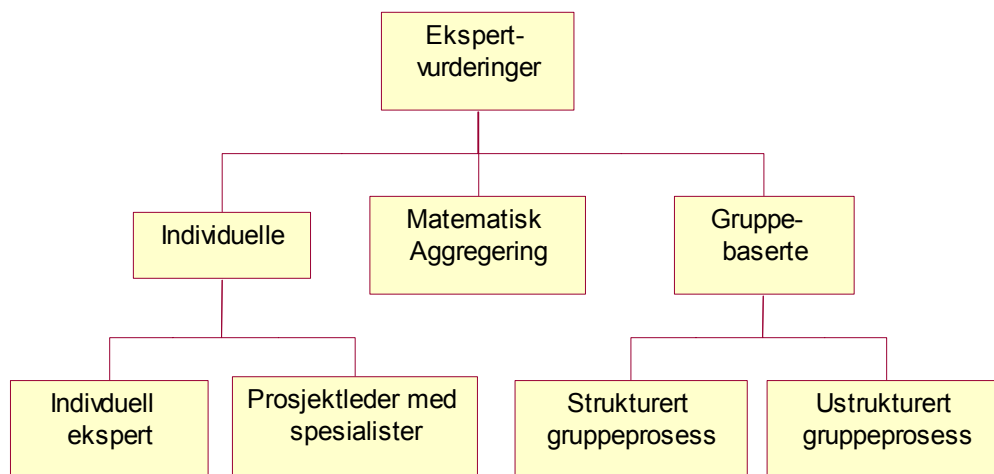 Ekspert-
vurderinger
Individuelle
Matematisk
Aggregering
Gruppe-
baserte
Indivduell
ekspert
Prosjektleder med
spesialister
Strukturert
gruppeprosess
Ustrukturert
gruppeprosess